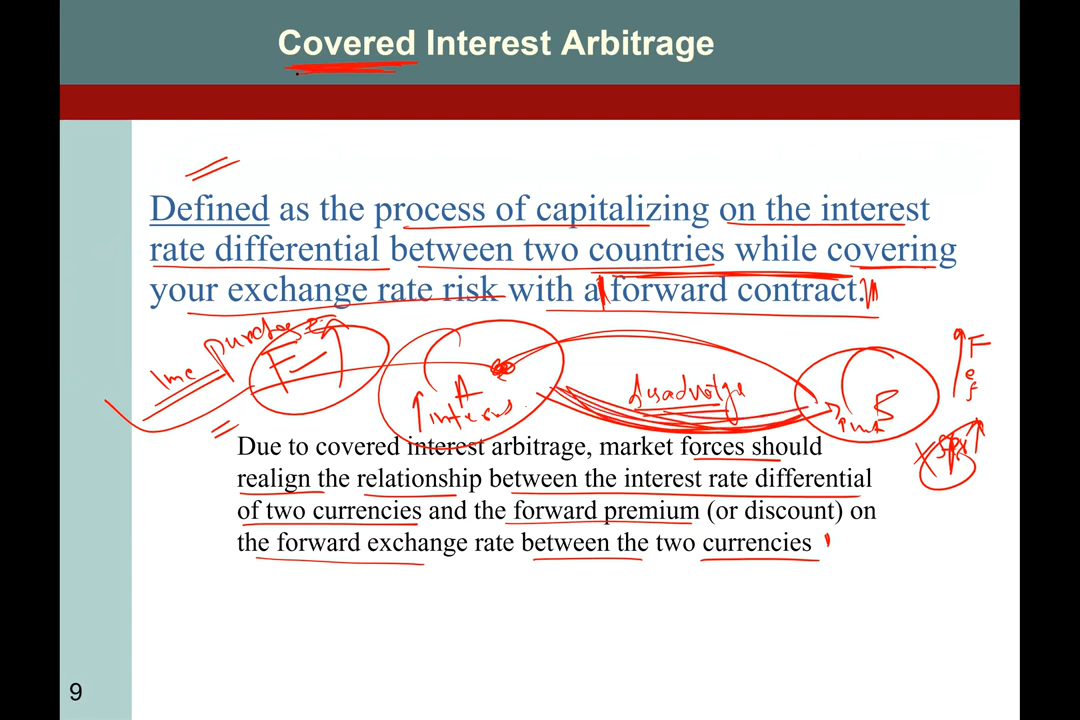 Covered Interest Arbitrage
Defined as the process of capitalizing on the interest
rate differential between two countries while covering
your exchange rate risk with a forward contract.
purchase
F
A
B
disadvtge
F
Due to covered interest arbitrage, market forces should
realign the relationship between the interest rate differential
of two currencies and the forward premium (or discount) on
the forward exchange rate between the two currencies
9